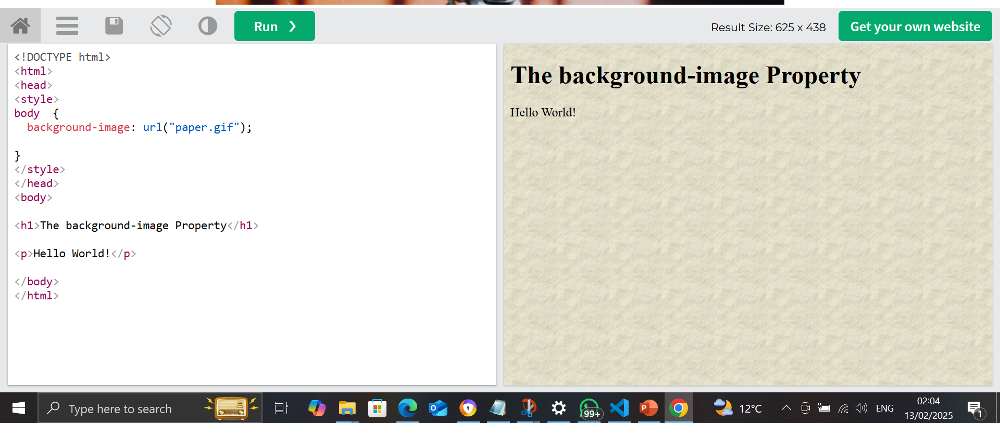 Run ❯
Result Size: 625 x 438
Get your own website
<!DOCTYPE html>
<html>
<head>
<style>
body  {
  background-image: url("paper.gif");
}
</style>
</head>
<body>
<h1>The background-image Property</h1>
<p>Hello World!</p>
</body>
</html>
The background-image Property
Hello World!
Type here to search
99+
12°C
ENG
02:04
13/02/2025
1